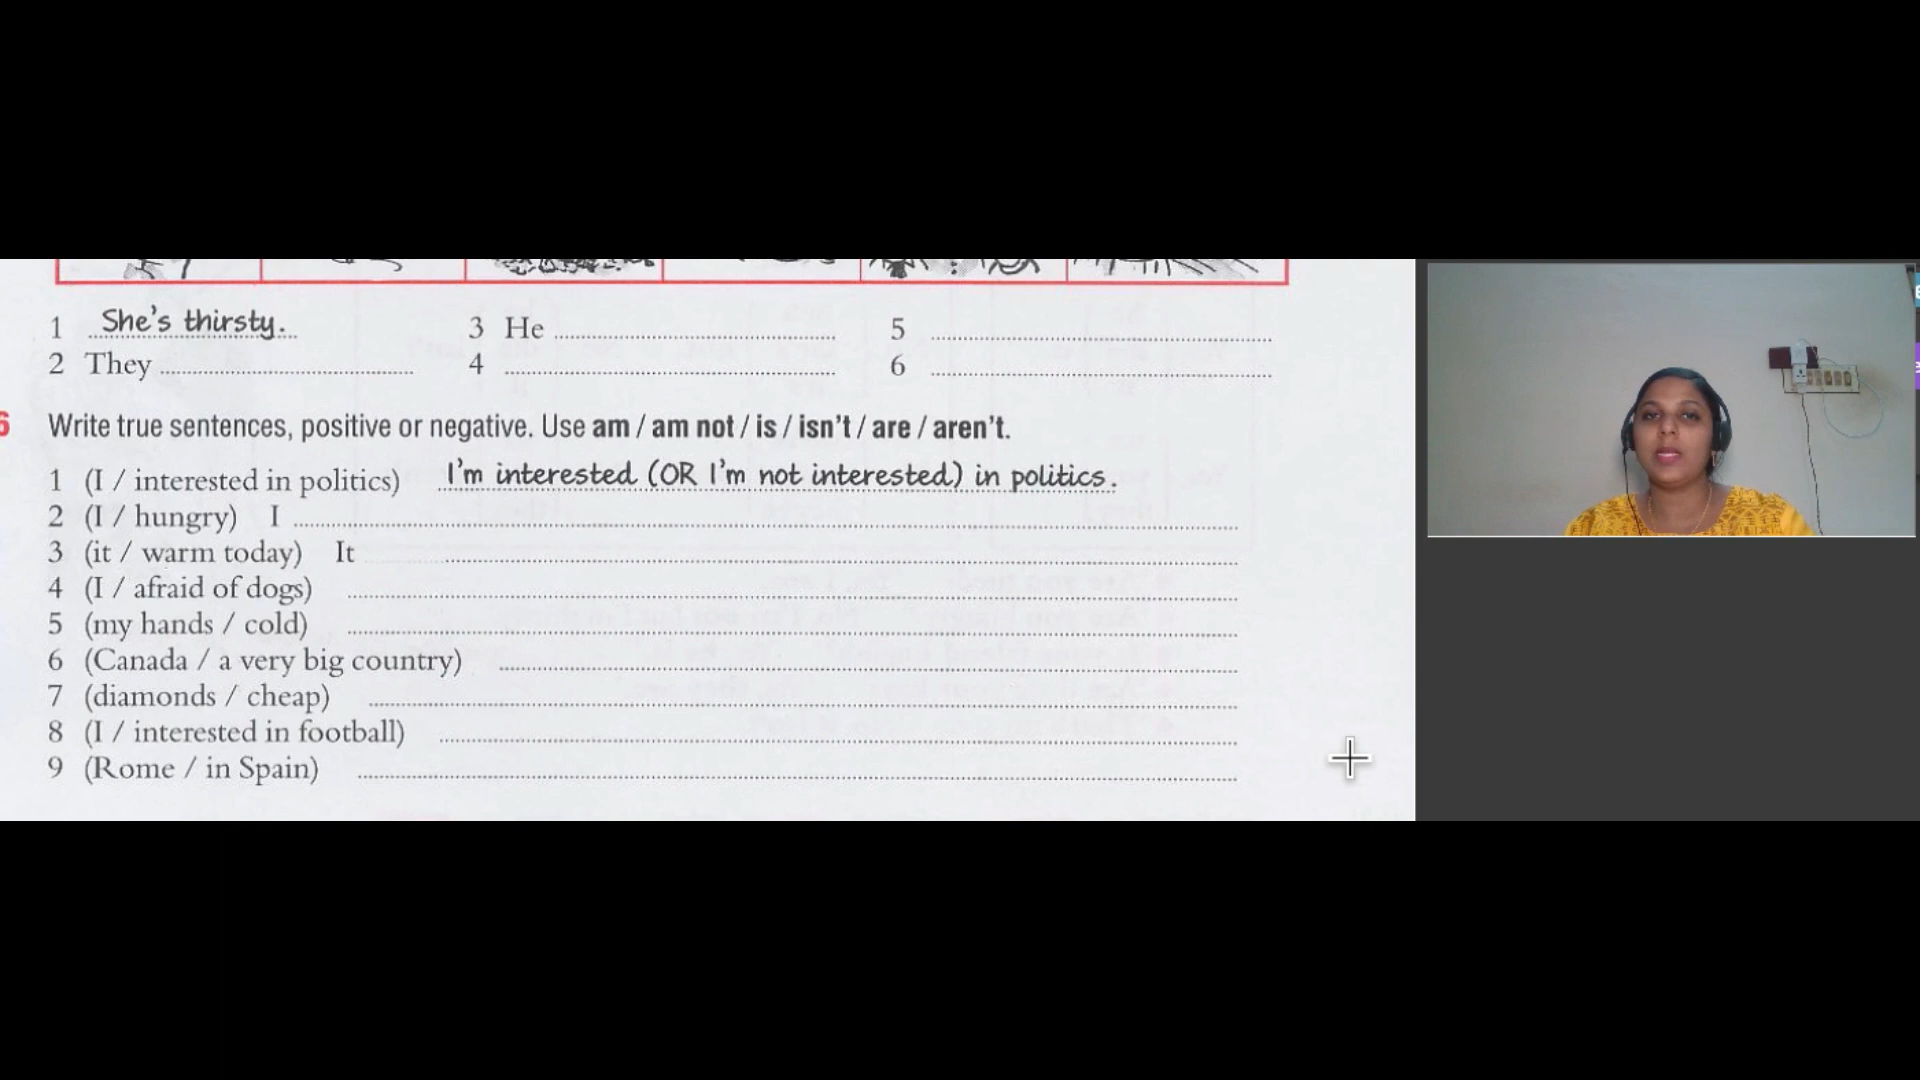 1 She's thirsty. 3 He 5
2 They 4 6
6 Write true sentences, positive or negative. Use am / am not / is / isn't / are / aren't.
1 (I / interested in politics) I'm interested (OR I'm not interested) in politics.
2 (I / hungry) I
3 (it / warm today) It
4 (I / afraid of dogs)
5 (my hands / cold)
6 (Canada / a very big country)
7 (diamonds / cheap)
8 (I / interested in football)
9 (Rome / in Spain)